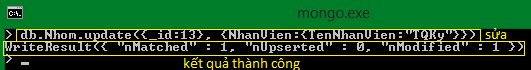 mongo.exe
> db.Nhom.update({_id:13}, {NhanVien:{TenNhanVien:"TQKy"}}) sửa
WriteResult({ "nMatched" : 1, "nUpserted" : 0, "nModified" : 1 })
>
kết quả thành công